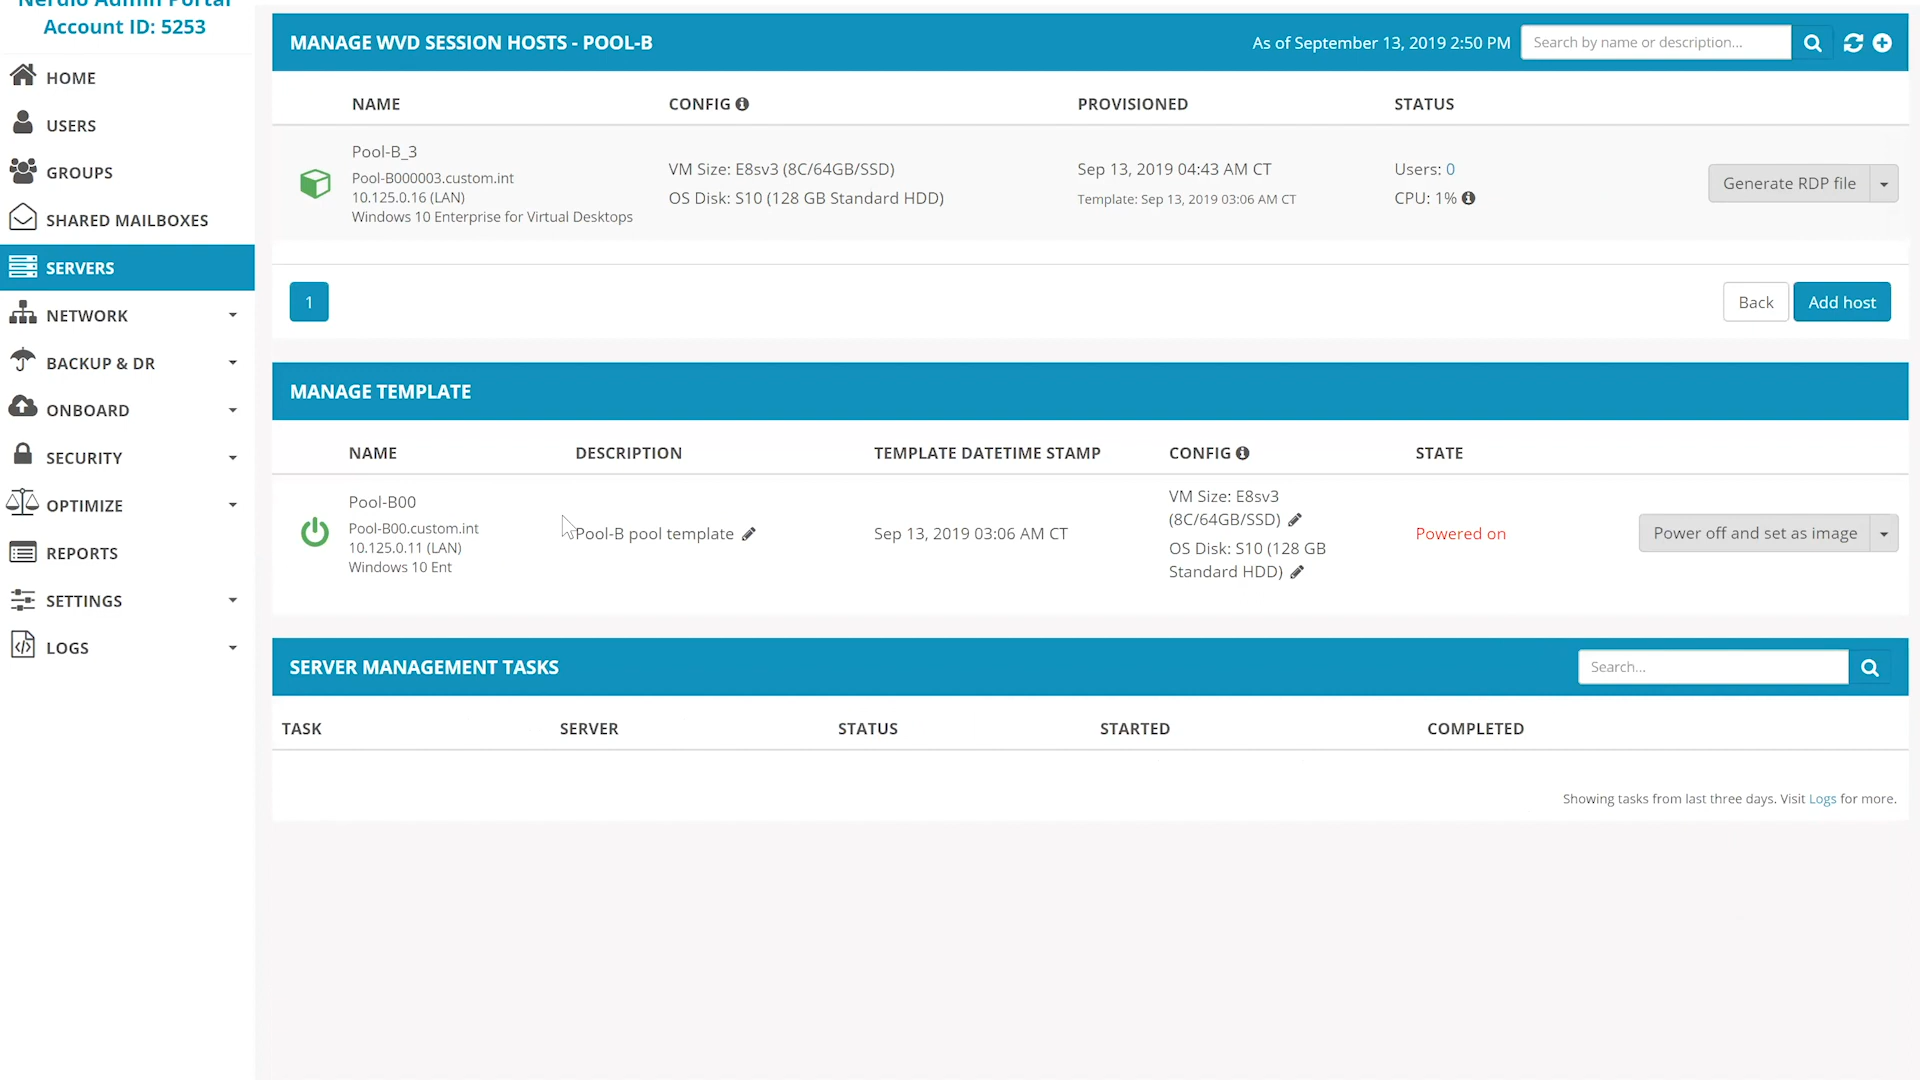 Nerdio Admin Portal
Account ID: 5253
HOME
USERS
GROUPS
SHARED MAILBOXES
SERVERS
NETWORK
BACKUP & DR
ONBOARD
SECURITY
OPTIMIZE
REPORTS
SETTINGS
LOGS
MANAGE WVD SESSION HOSTS - POOL-B
As of September 13, 2019 2:50 PM
Search by name or description...
NAME CONFIG PROVISIONED STATUS
Pool-B_3
Pool-B000003.custom.int
10.125.0.16 (LAN)
Windows 10 Enterprise for Virtual Desktops
VM Size: E8sv3 (8C/64GB/SSD)
OS Disk: S10 (128 GB Standard HDD)
Sep 13, 2019 04:43 AM CT
Template: Sep 13, 2019 03:06 AM CT
Users: 0
CPU: 1%
Generate RDP file
1
Back
Add host
MANAGE TEMPLATE
NAME DESCRIPTION TEMPLATE DATETIME STAMP CONFIG STATE
Pool-B00
Pool-B00.custom.int
10.125.0.11 (LAN)
Windows 10 Ent
Pool-B pool template
Sep 13, 2019 03:06 AM CT
VM Size: E8sv3
(8C/64GB/SSD)
OS Disk: S10 (128 GB
Standard HDD)
Powered on
Power off and set as image
SERVER MANAGEMENT TASKS
Search...
TASK SERVER STATUS STARTED COMPLETED
Showing tasks from last three days. Visit Logs for more.